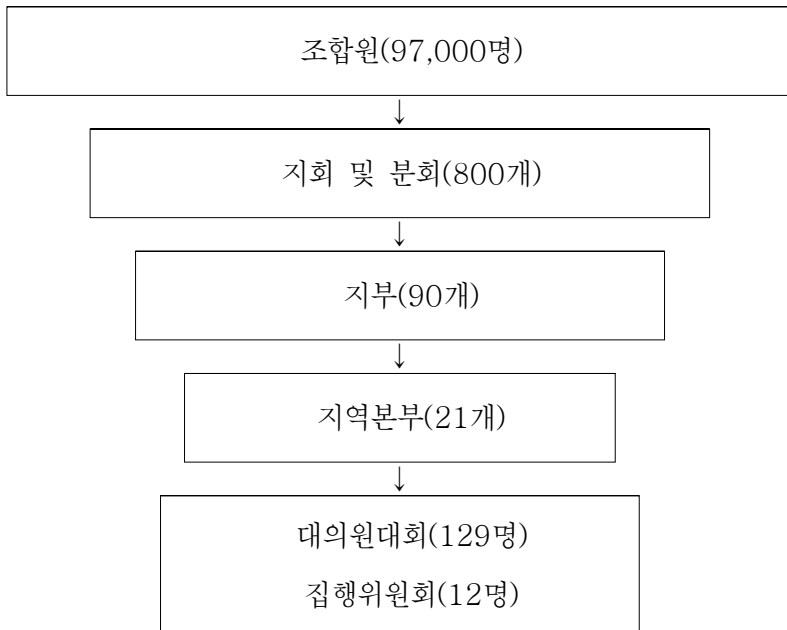 조합원(97,000명)
↓
지회 및 분회(800개)
↓
지부(90개)
↓
지역본부(21개)
↓
대의원대회(129명)
집행위원회(12명)